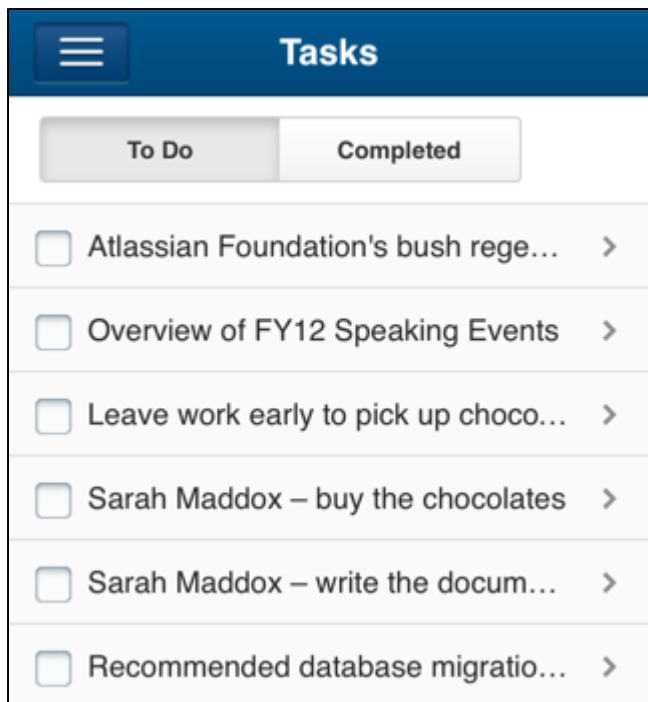 Tasks
To Do
Completed
Atlassian Foundation's bush rege…
Overview of FY12 Speaking Events
Leave work early to pick up choco…
Sarah Maddox – buy the chocolates
Sarah Maddox – write the docum…
Recommended database migratio…